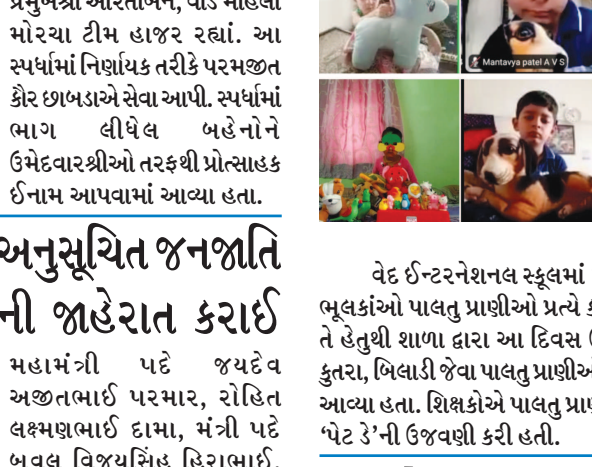 પ્રમુખશ્રી આરતીબેન, વોર્ડ મહિલા
મોરચા ટીમ હાજર રહ્યાં. આ
સ્પર્ધામાં નિર્ણાયક તરીકે પરમજીત
કૌર છાબડાએ સેવા આપી. સ્પર્ધામાં
ભાગ લીધેલ બહેનોને
ઉમેદવારશ્રીઓ તરફથી પ્રોત્સાહક
ઈનામ આપવામાં આવ્યા હતા.
અનુસૂચિત જનજાતિ
ની જાહેરાત કરાઈ
મહામંત્રી પદે જયદેવ
અજીતભાઈ પરમાર, રોહિત
લક્ષ્મણભાઈ દામા, મંત્રી પદે
બવલ વિજયસિંહ હિરાભાઈ,
Mantavya patel A V S
વેદ ઈન્ટરનેશનલ સ્કૂલમાં
ભૂલકાંઓ પાલતુ પ્રાણીઓ પ્રત્યે
તે હેતુથી શાળા દ્વારા આ દિવસ
કુતરા, બિલાડી જેવા પાલતુ
આવ્યા હતા. શિક્ષકોએ પાલતુ
‘પેટ ડે’ની ઉજવણી કરી હતી.